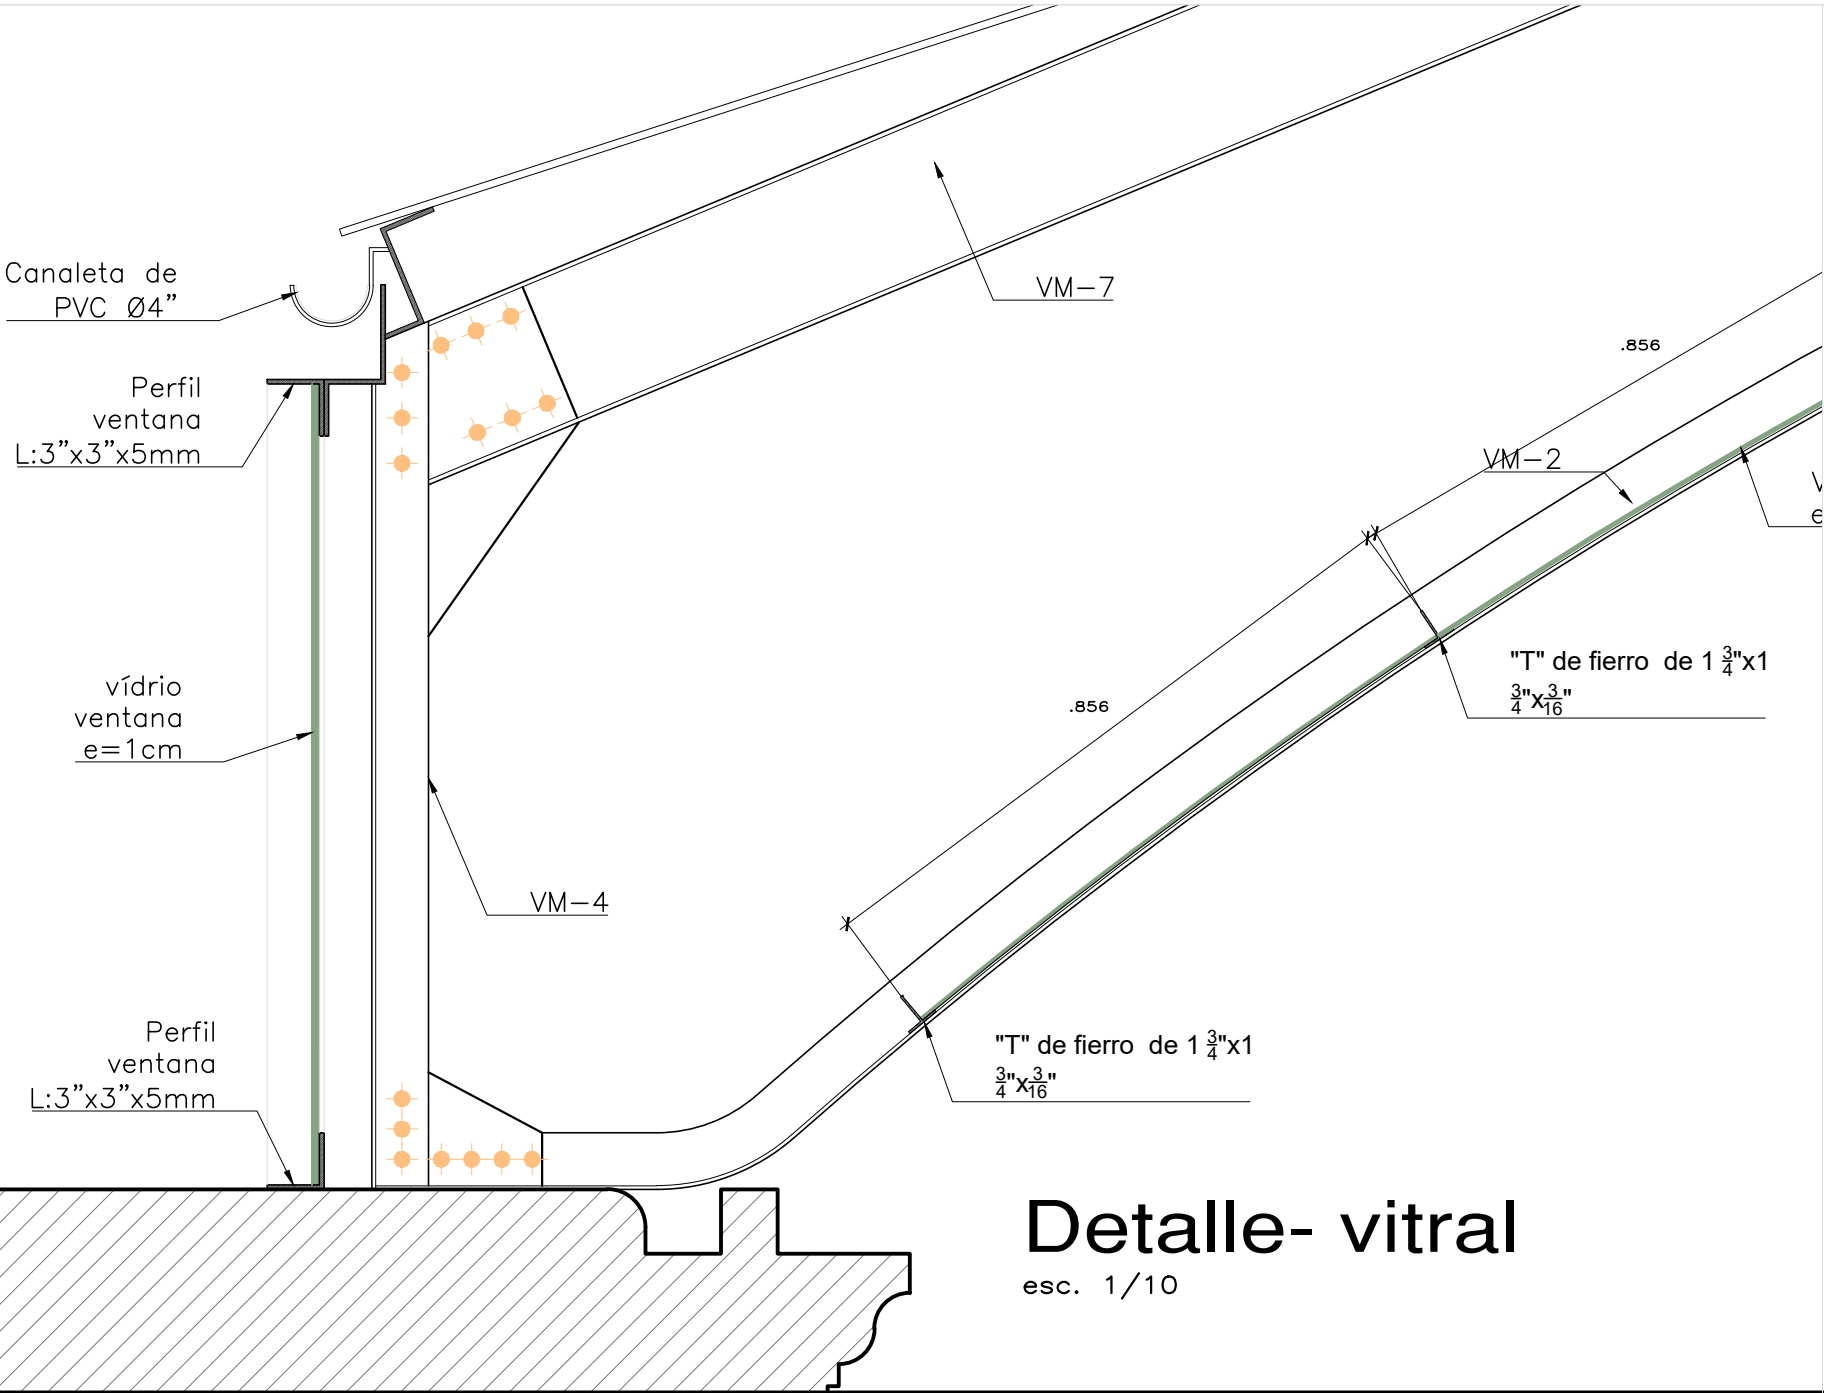 Canaleta de
PVC Ø4"
VM-7
Perfil
ventana
L:3"x3"x5mm
.856
VM-2
V
e
"T" de fierro de 1 3/4"x1
3/4"x3/16"
vídrio
ventana
e=1cm
.856
VM-4
Perfil
ventana
L:3"x3"x5mm
"T" de fierro de 1 3/4"x1
3/4"x3/16"
Detalle- vitral
esc. 1/10